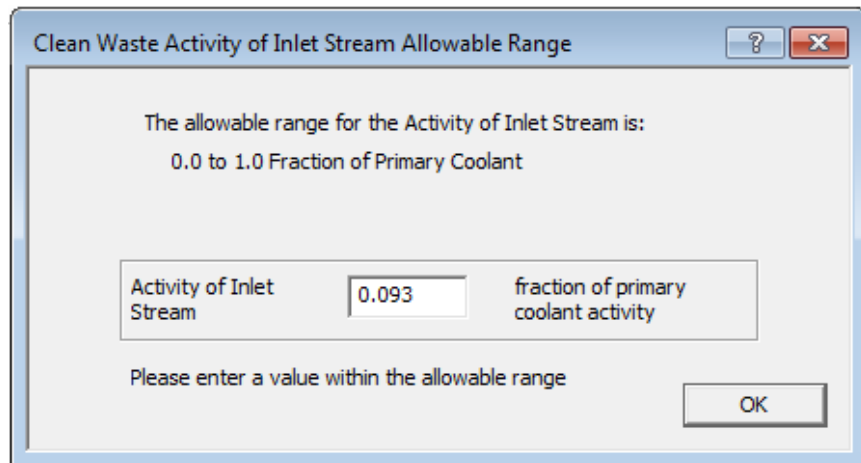 Clean Waste Activity of Inlet Stream Allowable Range
The allowable range for the Activity of Inlet Stream is:
0.0 to 1.0 Fraction of Primary Coolant
Activity of Inlet
Stream
0.093
fraction of primary
coolant activity
Please enter a value within the allowable range
OK